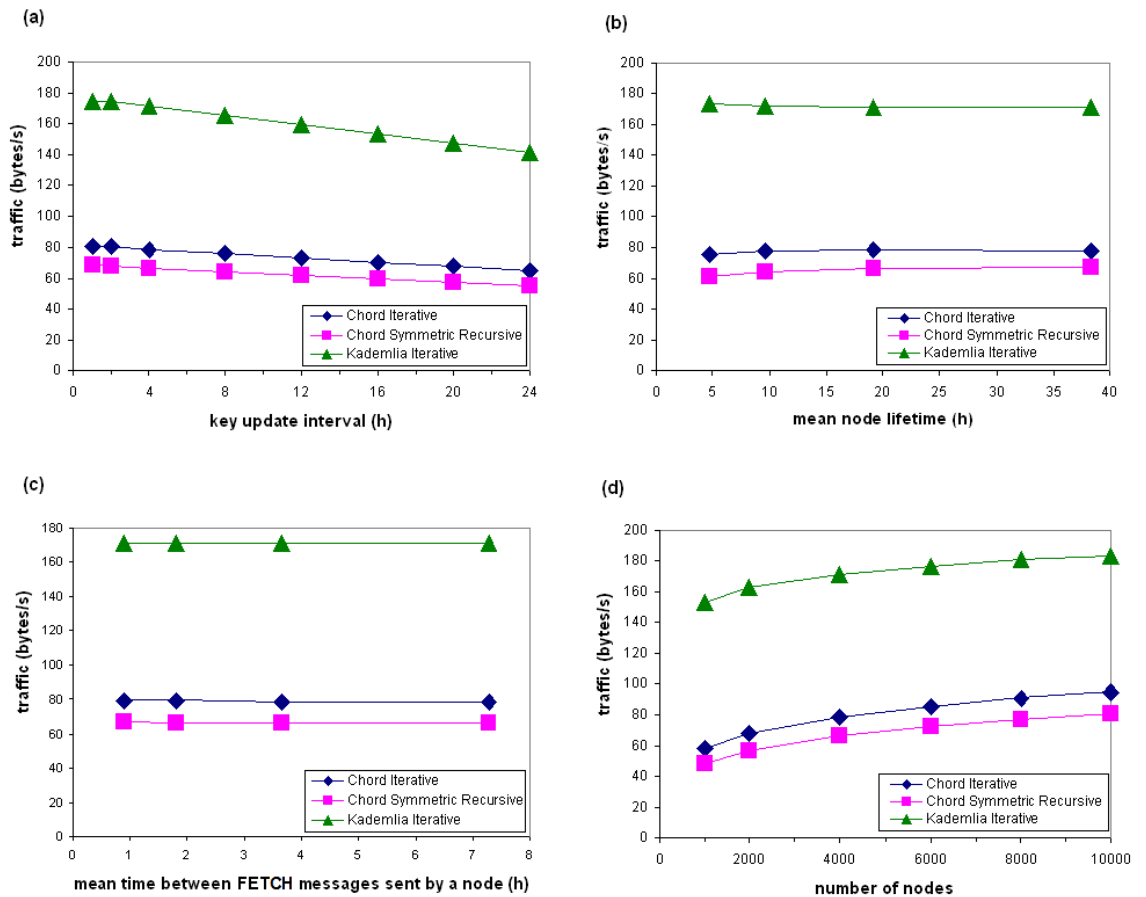 (a)
200
180
160
140
120
100
80
60
40
20
0
traffic (bytes/s)
0 4 8 12 16 20 24
key update interval (h)
Chord Iterative
Chord Symmetric Recursive
Kademlia Iterative
(b)
200
180
160
140
120
100
80
60
40
20
0
traffic (bytes/s)
0 5 10 15 20 25 30 35 40
mean node lifetime (h)
Chord Iterative
Chord Symmetric Recursive
Kademlia Iterative
(c)
180
160
140
120
100
80
60
40
20
0
traffic (bytes/s)
0 1 2 3 4 5 6 7 8
mean time between FETCH messages sent by a node (h)
Chord Iterative
Chord Symmetric Recursive
Kademlia Iterative
(d)
200
180
160
140
120
100
80
60
40
20
0
traffic (bytes/s)
0 2000 4000 6000 8000 10000
number of nodes
Chord Iterative
Chord Symmetric Recursive
Kademlia Iterative